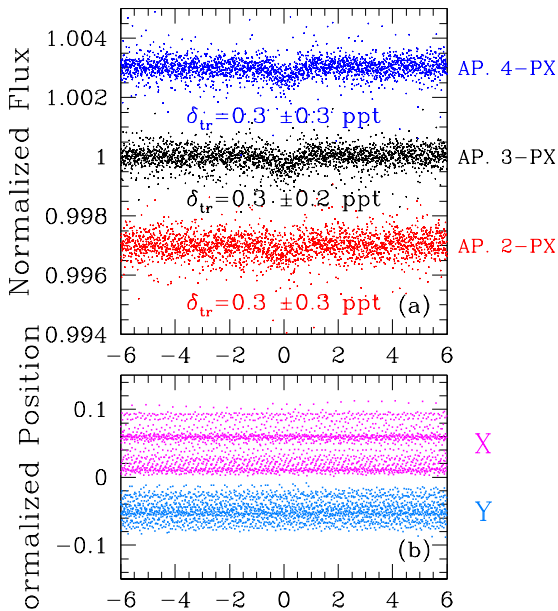 Normalized Flux
1.004
1.002
1
0.998
0.996
0.994
AP. 4-PX
δtr=0.3 ±0.3 ppt
AP. 3-PX
δtr=0.3 ±0.2 ppt
AP. 2-PX
δtr=0.3 ±0.3 ppt
(a)
-6 -4 -2 0 2 4 6
ormalized Position
0.1
0
-0.1
X
Y
(b)
-6 -4 -2 0 2 4 6